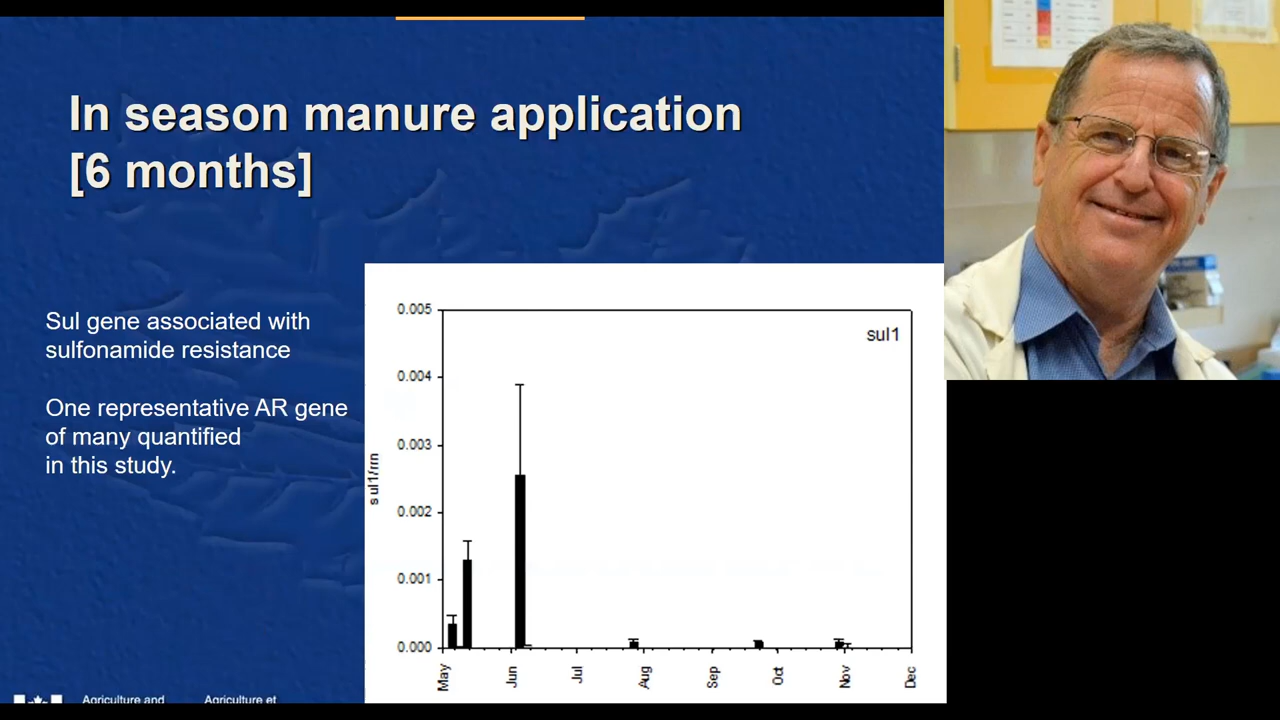 In season manure application
[6 months]
Sul gene associated with
sulfonamide resistance
One representative AR gene
of many quantified
in this study.
sul1
sul1/rrn
0.005
0.004
0.003
0.002
0.001
0.000
May
Jun
Jul
Aug
Sep
Oct
Nov
Dec
Agriculture and
Agriculture et